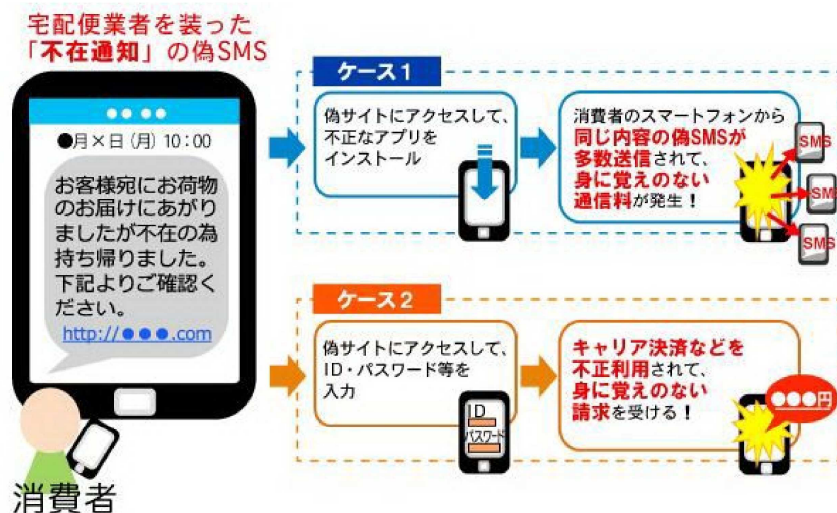 宅配便業者を装った
「不在通知」の偽SMS
●● ●●
●月×日(月) 10:00
お客様宛にお荷物
のお届けにあがり
ましたが不在の為
持ち帰りました。
下記よりご確認く
ださい。
http://●●●.com
消費者
ケース1
偽サイトにアクセスして、
不正なアプリを
インストール
消費者のスマートフォンから
同じ内容の偽SMSが
多数送信されて、
身に覚えのない
通信料が発生！
SMS
SM
SMS
ケース2
偽サイトにアクセスして、
ID・パスワード等を
入力
ID
パスワード
キャリア決済などを
不正利用されて、
身に覚えのない
請求を受ける！
●●●円